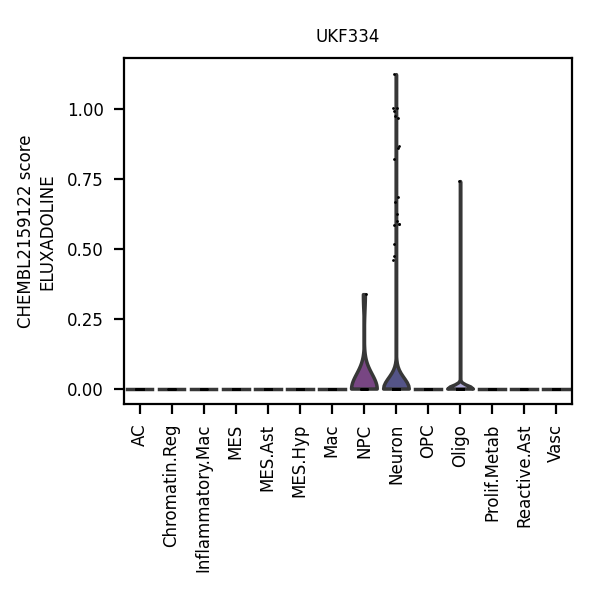 UKF334
CHEMBL2159122 score
ELUXADOLINE
1.00
0.75
0.50
0.25
0.00
AC
Chromatin.Reg
Inflammatory.Mac
MES
MES.Ast
MES.Hyp
Mac
NPC
Neuron
OPC
Oligo
Prolif.Metab
Reactive.Ast
Vasc